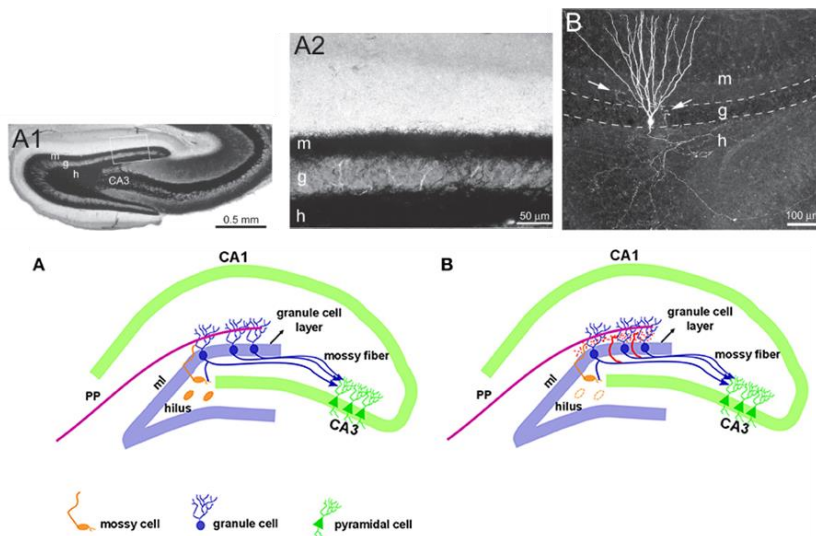 A1
m
g
h
CA3
0.5 mm
A2
m
g
h
50 µm
B
m
g
h
100 µm
A
CA1
granule cell
layer
mossy fiber
PP
ml
hilus
CA3
B
CA1
granule cell
layer
mossy fiber
PP
ml
hilus
CA3
mossy cell
granule cell
pyramidal cell